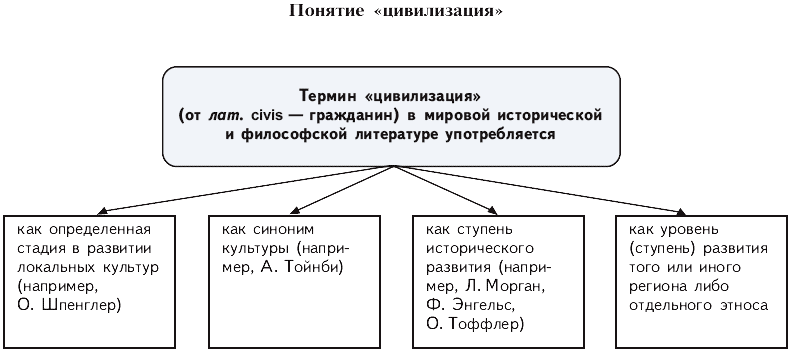 Понятие «цивилизация»
Термин «цивилизация»
(от лат. civis — гражданин) в мировой исторической
и философской литературе употребляется
как определенная
стадия в развитии
локальных культур
(например,
О. Шпенглер)
как синоним
культуры (напри-
мер, А. Тойнби)
как ступень
исторического
развития (напри-
мер, Л. Морган,
Ф. Энгельс,
О. Тоффлер)
как уровень
(ступень) развития
того или иного
региона либо
отдельного этноса